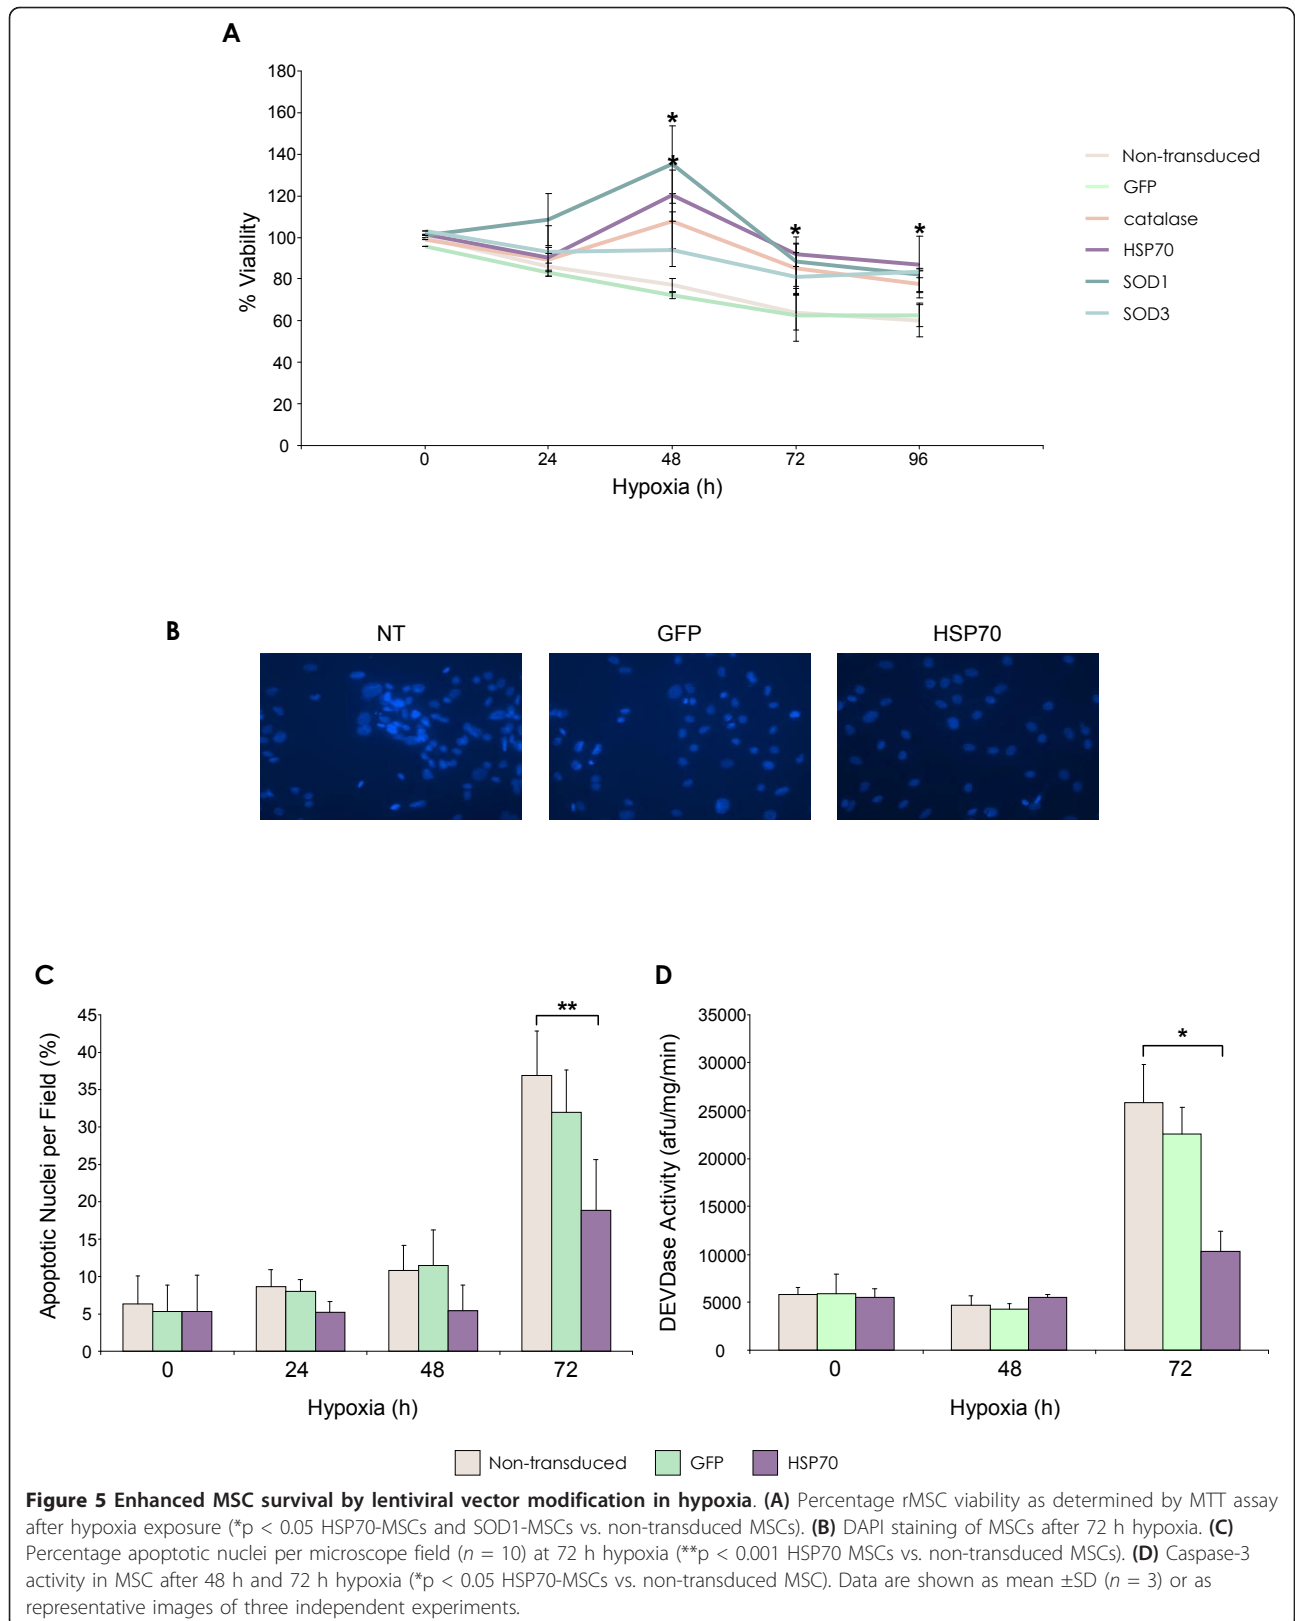 A
180
160
140
120
100
80
60
40
20
0
% Viability
*
*
*
*
0 24 48 72 96
Hypoxia (h)
Non-transduced
GFP
catalase
HSP70
SOD1
SOD3
B
NT GFP HSP70
C
45
40
35
30
25
20
15
10
5
0
Apoptotic Nuclei per Field (%)
**
0 24 48 72
Hypoxia (h)
D
35000
30000
25000
20000
15000
10000
5000
0
DEVDase Activity (afu/mg/min)
*
0 48 72
Hypoxia (h)
Non-transduced GFP HSP70
Figure 5 Enhanced MSC survival by lentiviral vector modification in hypoxia. (A) Percentage rMSC viability as determined by MTT assay
after hypoxia exposure (*p < 0.05 HSP70-MSCs and SOD1-MSCs vs. non-transduced MSCs). (B) DAPI staining of MSCs after 72 h hypoxia. (C)
Percentage apoptotic nuclei per microscope field (n = 10) at 72 h hypoxia (**p < 0.001 HSP70 MSCs vs. non-transduced MSCs). (D) Caspase-3
activity in MSC after 48 h and 72 h hypoxia (*p < 0.05 HSP70-MSCs vs. non-transduced MSC). Data are shown as mean ±SD (n = 3) or as
representative images of three independent experiments.